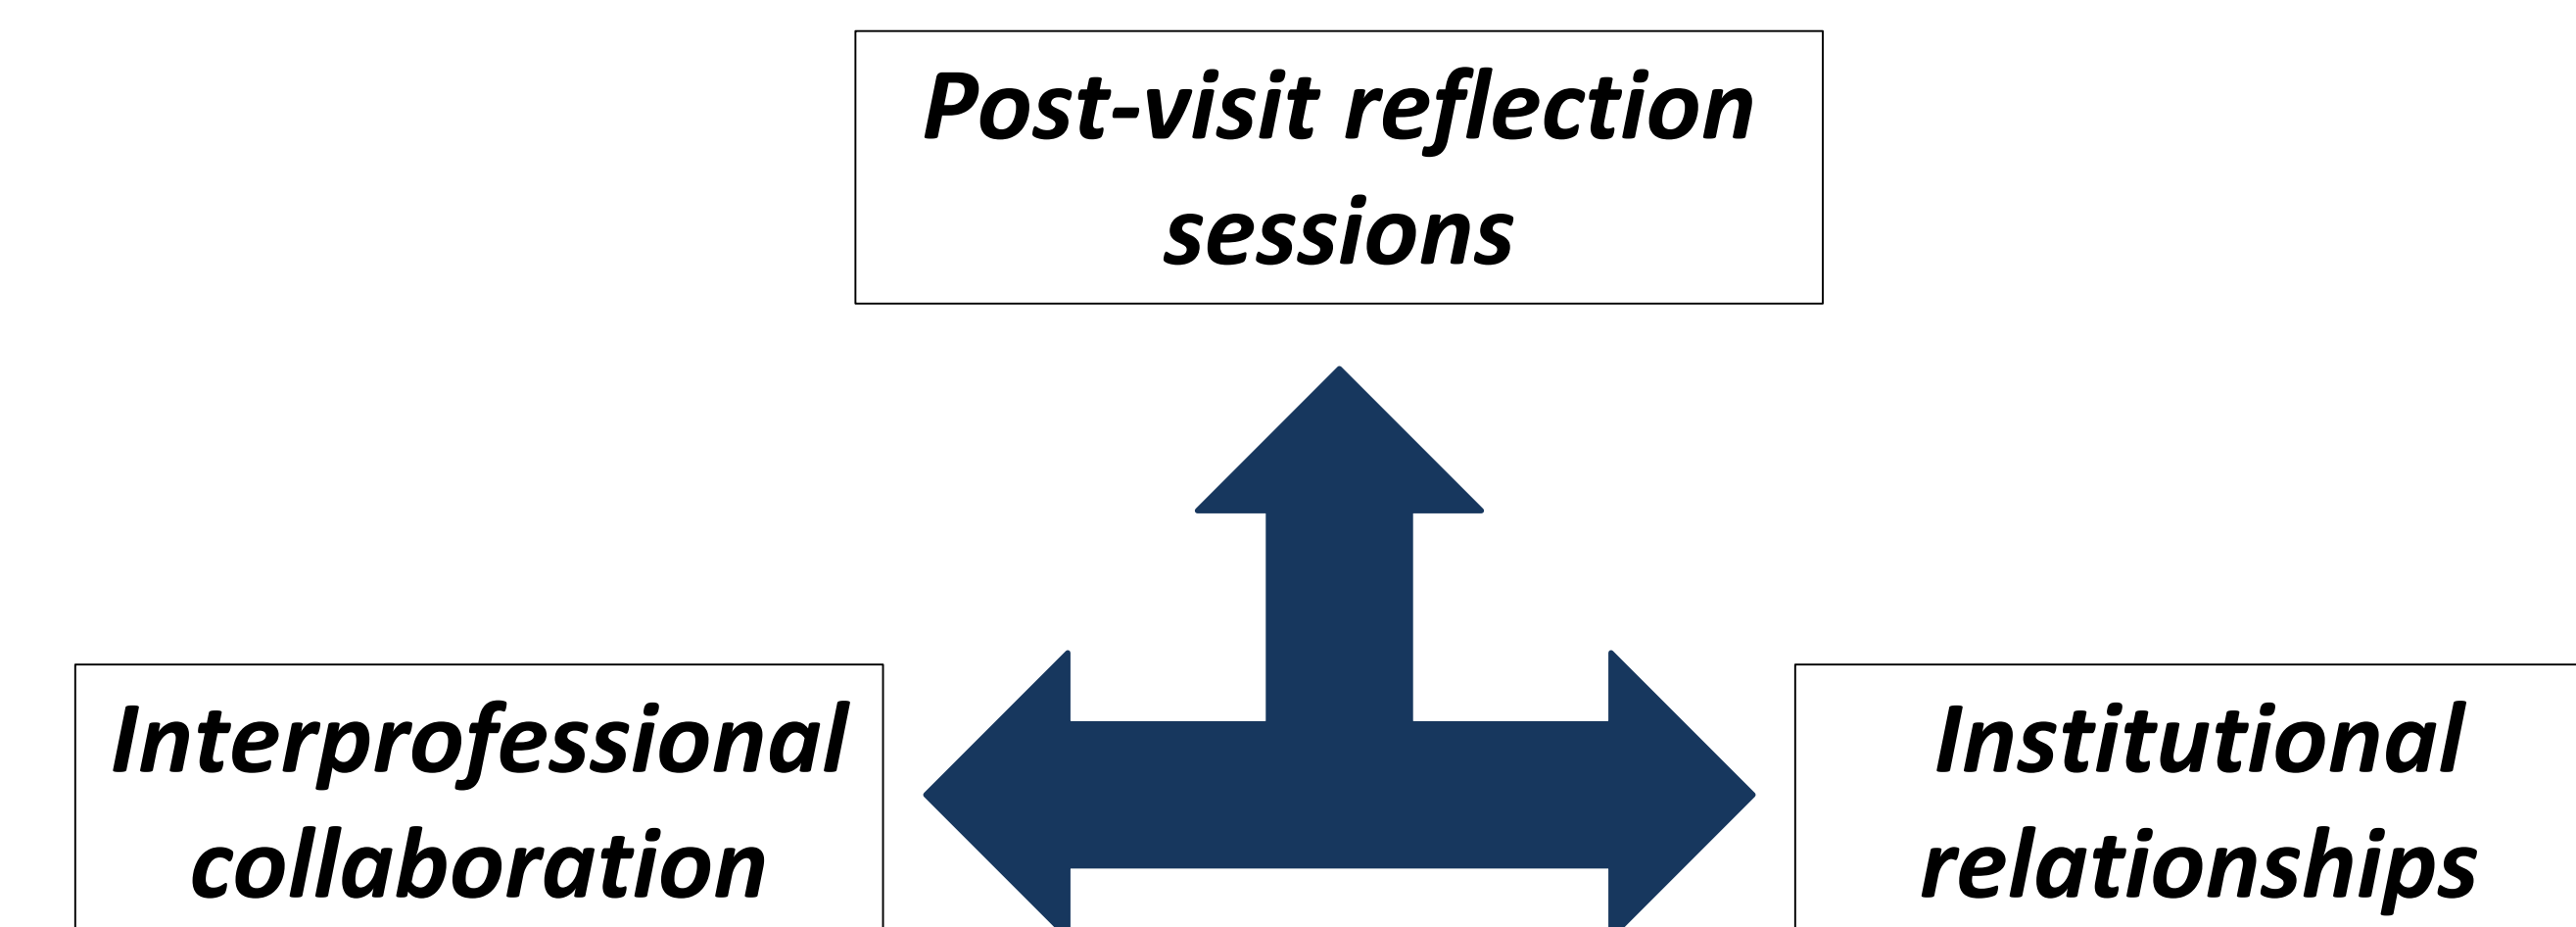 Post-visit reflection
sessions
Interprofessional
collaboration
Institutional
relationships